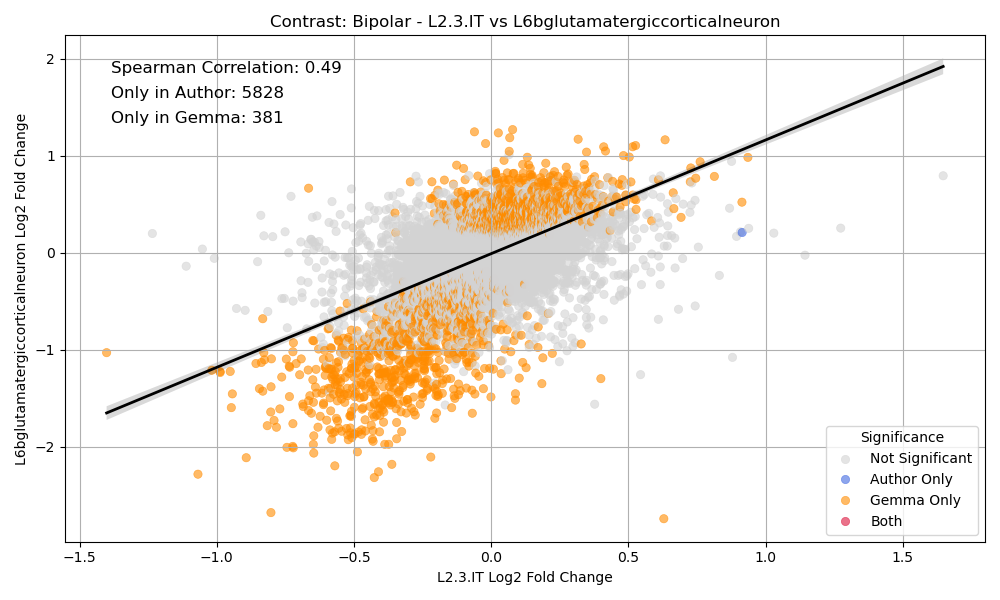 Contrast: Bipolar - L2.3.IT vs L6bglutamatergiccorticalneuron
Spearman Correlation: 0.49
Only in Author: 5828
Only in Gemma: 381
L6bglutamatergiccorticalneuron Log2 Fold Change
2
1
0
−1
−2
−1.5
−1.0
−0.5
0.0
0.5
1.0
1.5
L2.3.IT Log2 Fold Change
Significance
Not Significant
Author Only
Gemma Only
Both